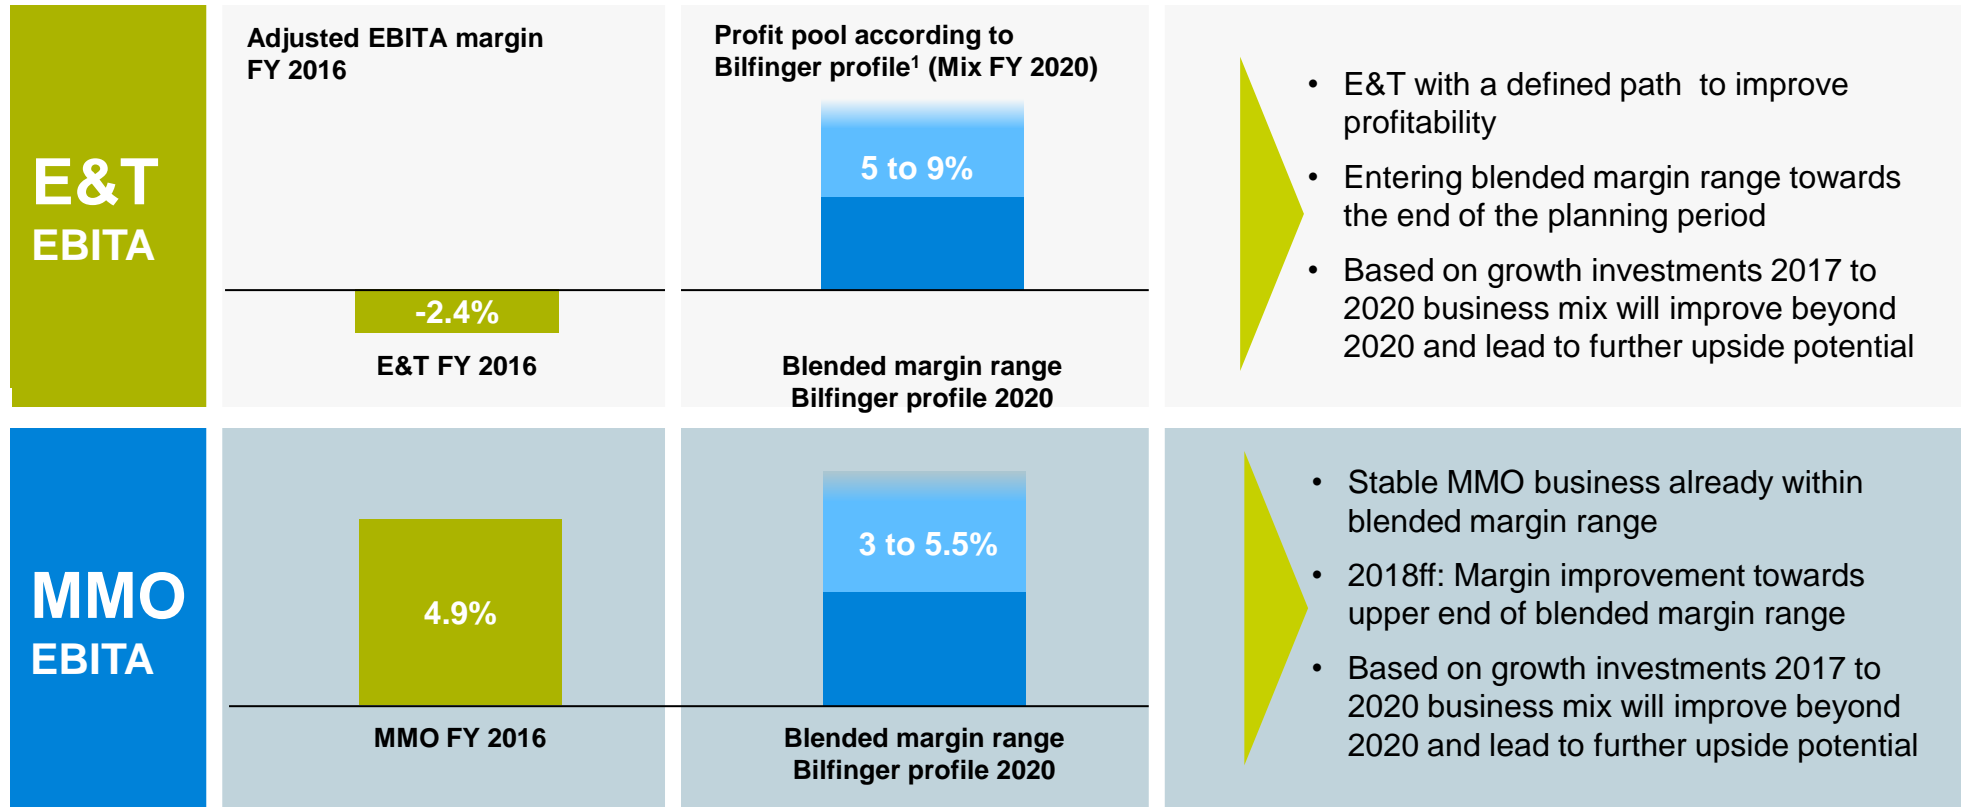 E&T
EBITA
Adjusted EBITA margin
FY 2016
-2.4%
E&T FY 2016
Profit pool according to
Bilfinger profile¹ (Mix FY 2020)
5 to 9%
Blended margin range
Bilfinger profile 2020
• E&T with a defined path  to improve
profitability
• Entering blended margin range towards
the end of the planning period
• Based on growth investments 2017 to
2020 business mix will improve beyond
2020 and lead to further upside potential
MMO
EBITA
4.9%
MMO FY 2016
3 to 5.5%
Blended margin range
Bilfinger profile 2020
• Stable MMO business already within
blended margin range
• 2018ff: Margin improvement towards
upper end of blended margin range
• Based on growth investments 2017 to
2020 business mix will improve beyond
2020 and lead to further upside potential